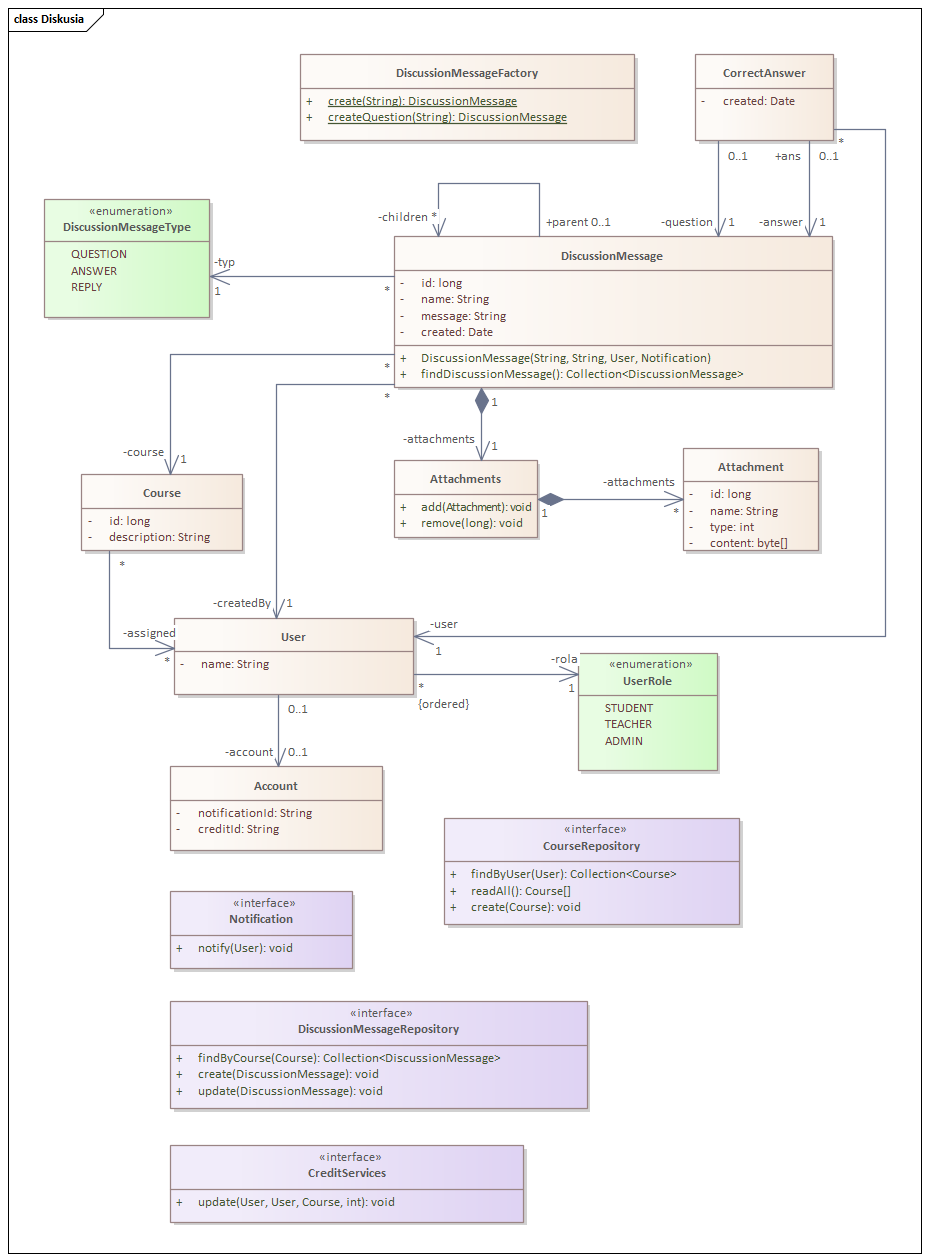 class Diskusia
DiscussionMessageFactory
+ create(String): DiscussionMessage
+ createQuestion(String): DiscussionMessage
CorrectAnswer
- created: Date
*
0..1
+ans
0..1
«enumeration»
DiscussionMessageType
QUESTION
ANSWER
REPLY
-children *
+parent 0..1
-question
1
-answer
1
-typ
1
*
DiscussionMessage
- id: long
- name: String
- message: String
- created: Date
+ DiscussionMessage(String, String, User, Notification)
+ findDiscussionMessage(): Collection<DiscussionMessage>
*
*
1
-attachments
1
-course
1
Course
- id: long
- description: String
*
Attachments
+ add(Attachment): void
+ remove(long): void
1
-attachments
*
Attachment
- id: long
- name: String
- type: int
- content: byte[]
-createdBy
1
-assigned
*
User
- name: String
-user
1
*
{ordered}
-rola
1
«enumeration»
UserRole
STUDENT
TEACHER
ADMIN
0..1
-account
0..1
Account
- notificationId: String
- creditId: String
«interface»
CourseRepository
+ findByUser(User): Collection<Course>
+ readAll(): Course[]
+ create(Course): void
«interface»
Notification
+ notify(User): void
«interface»
DiscussionMessageRepository
+ findByCourse(Course): Collection<DiscussionMessage>
+ create(DiscussionMessage): void
+ update(DiscussionMessage): void
«interface»
CreditServices
+ update(User, User, Course, int): void